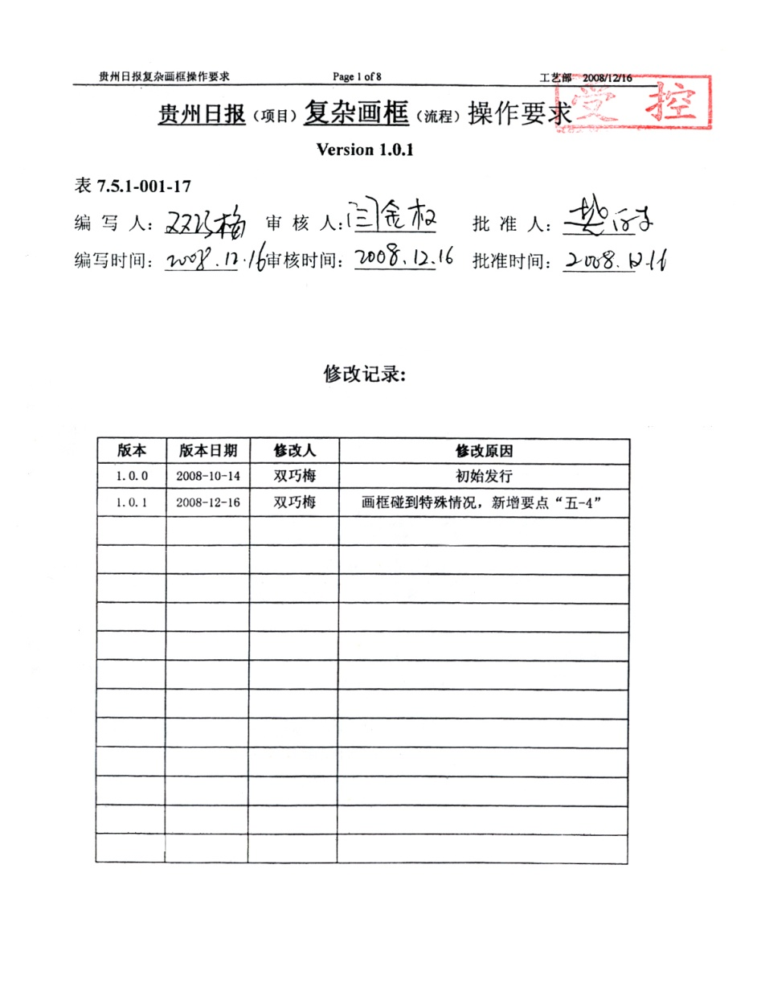 贵州日报复杂画框操作要求 Page 1 of 8 工艺部 2008/12/16
受控
贵州日报（项目）复杂画框（流程）操作要求
Version 1.0.1
表 7.5.1-001-17
编 写 人: 双巧梅 审 核 人: 闫金权 批 准 人:
编写时间: 2008.12.16 审核时间: 2008.12.16 批准时间: 2008.12.16
修改记录:
版本 版本日期 修改人 修改原因
1.0.0 2008-10-14 双巧梅 初始发行
1.0.1 2008-12-16 双巧梅 画框碰到特殊情况，新增要点“五-4”